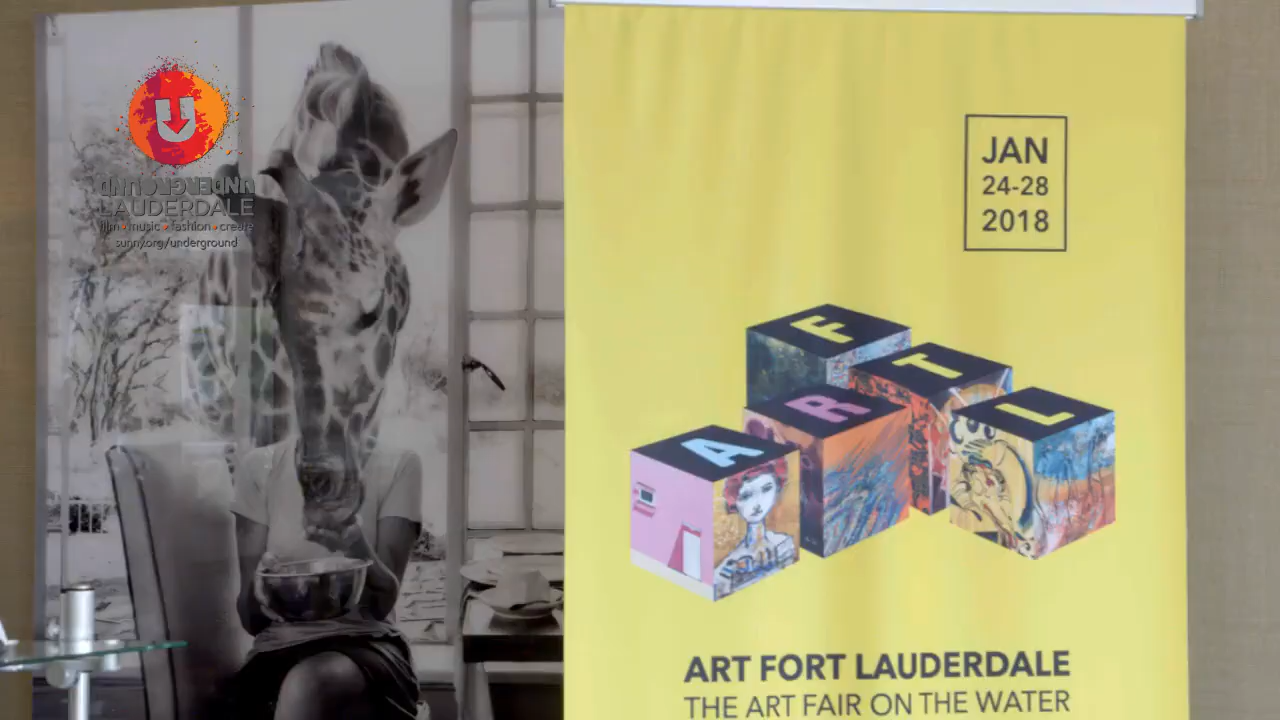 U
UNDERGROUND
LAUDERDALE
film • music • fashion • create
sunny.org/underground
JAN
24-28
2018
F
T
L
A
R
ART FORT LAUDERDALE
THE ART FAIR ON THE WATER